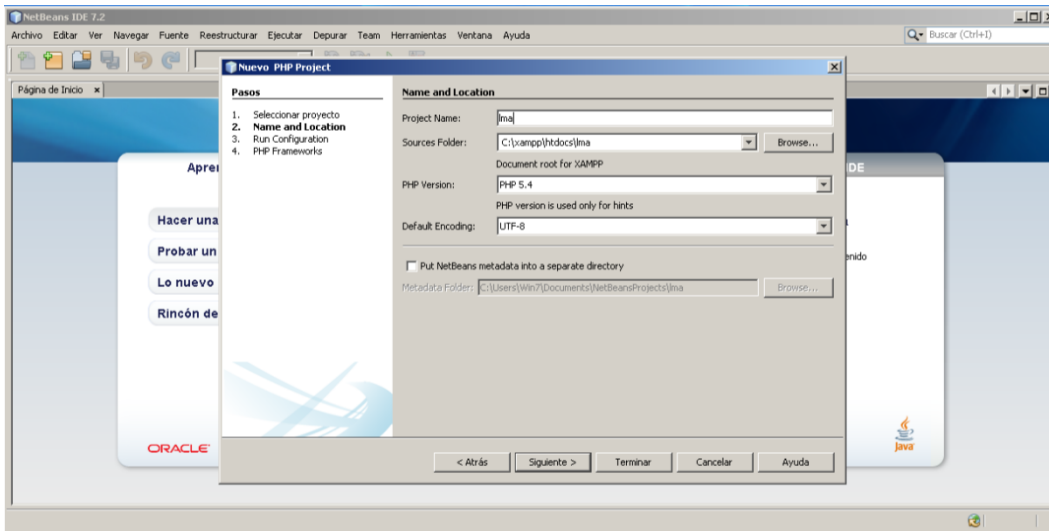 NetBeans IDE 7.2
Archivo Editar Ver Navegar Fuente Reestructurar Ejecutar Depurar Team Herramientas Ventana Ayuda
Buscar (Ctrl+I)
Nuevo PHP Project
Página de Inicio
Pasos
1. Seleccionar proyecto
2. Name and Location
3. Run Configuration
4. PHP Frameworks
Name and Location
Project Name: lma
Sources Folder: C:\xampp\htdocs\lma Browse...
Document root for XAMPP
PHP Version: PHP 5.4
PHP version is used only for hints
Default Encoding: UTF-8
Put NetBeans metadata into a separate directory
Metadata Folder: C:\Users\Win7\Documents\NetBeansProjects\lma Browse...
< Atrás Siguiente > Terminar Cancelar Ayuda
Aprer
Hacer una
Probar un
Lo nuevo
Rincón de
IDE
enido
ORACLE
Java